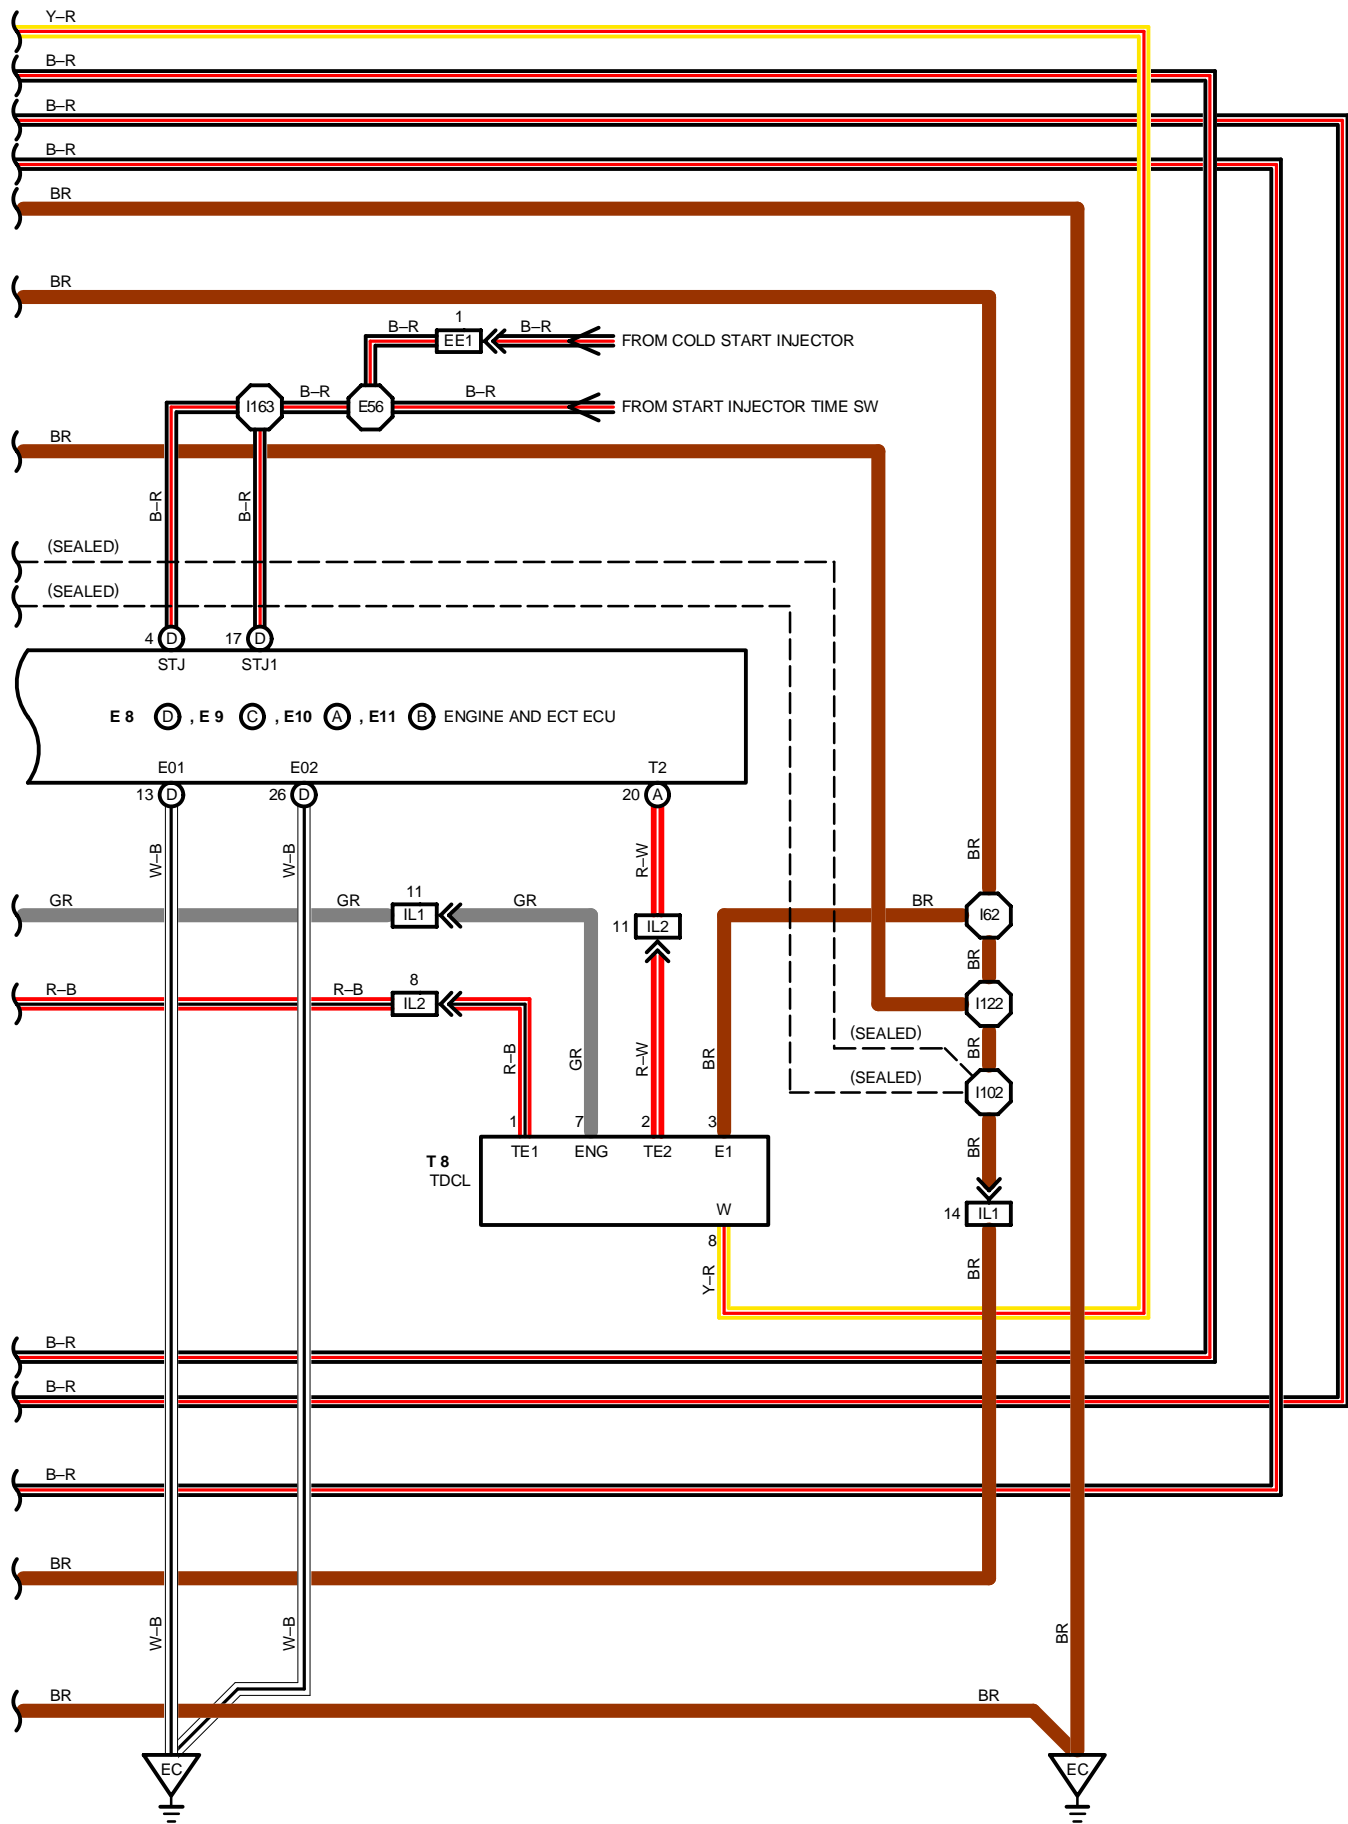 Y–R
B–R
B–R
B–R
BR
BR
1
B–R EE1 B–R FROM COLD START INJECTOR
I163 B–R E56 B–R FROM START INJECTOR TIME SW
BR
B–R B–R
(SEALED)
(SEALED)
4 D 17 D
STJ STJ1
E 8 D , E 9 C , E10 A , E11 B ENGINE AND ECT ECU
E01 E02 T2
13 D 26 D 20 A
W–B W–B R–W BR
GR GR 11 IL1 GR 11 IL2 BR I62
BR
R–B R–B 8 IL2 I122
(SEALED) BR
R–B GR R–W BR
(SEALED) I102
1 7 2 3
TE1 ENG TE2 E1 BR
T 8
TDCL
W 14 IL1
8
Y–R BR
B–R
B–R
B–R
BR
W–B W–B BR
BR BR
EC EC